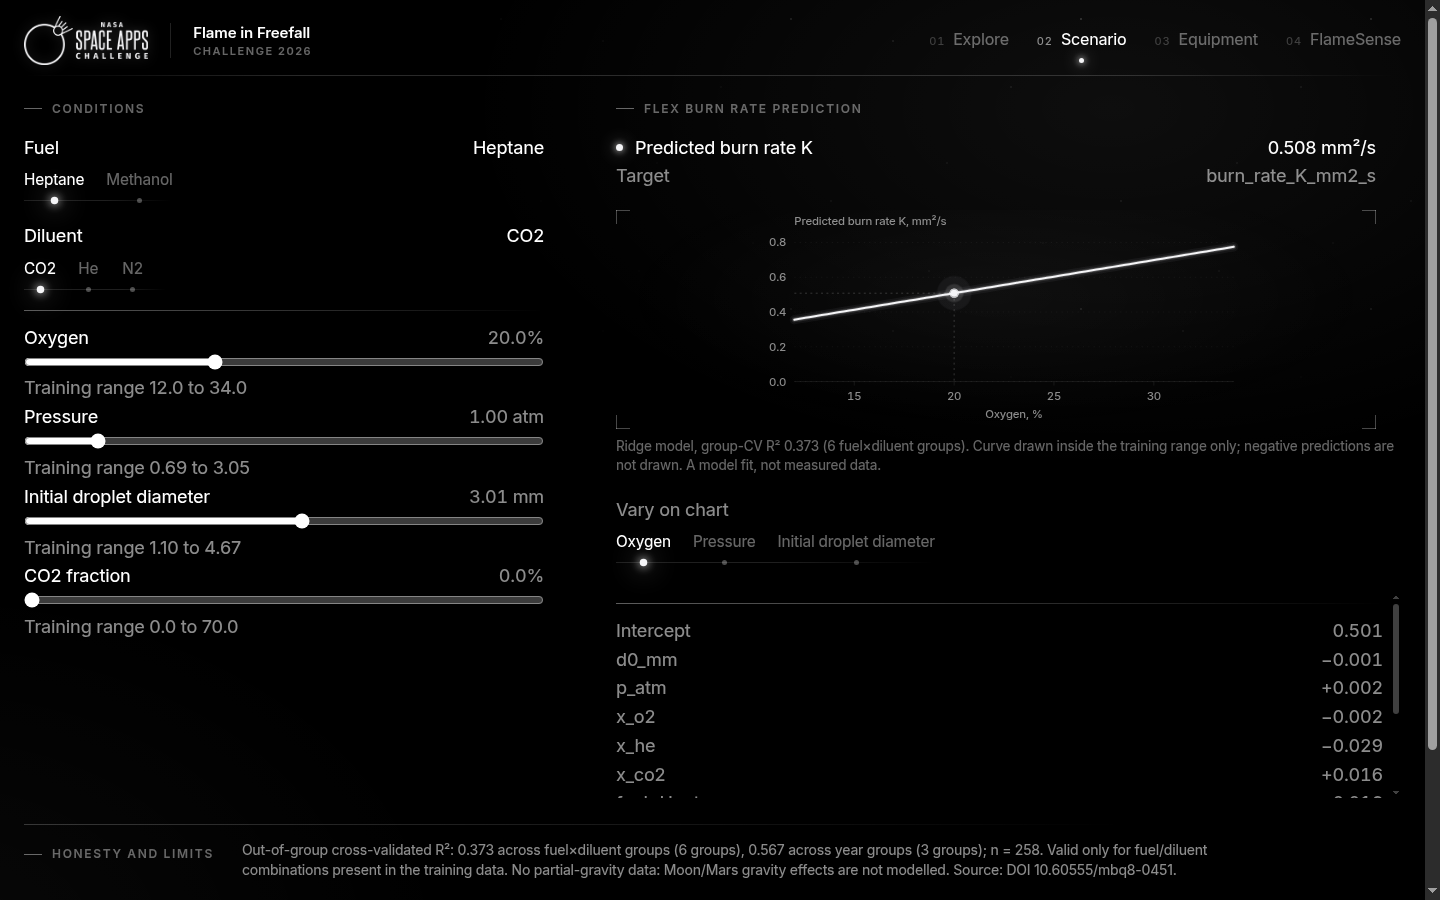 NASA
SPACE APPS
CHALLENGE
Flame in Freefall
CHALLENGE 2026
01 Explore
02 Scenario
03 Equipment
04 FlameSense
CONDITIONS
Fuel Heptane
Heptane Methanol
Diluent CO2
CO2 He N2
Oxygen 20.0%
Training range 12.0 to 34.0
Pressure 1.00 atm
Training range 0.69 to 3.05
Initial droplet diameter 3.01 mm
Training range 1.10 to 4.67
CO2 fraction 0.0%
Training range 0.0 to 70.0
FLEX BURN RATE PREDICTION
Predicted burn rate K 0.508 mm²/s
Target burn_rate_K_mm2_s
Predicted burn rate K, mm²/s
0.8
0.6
0.4
0.2
0.0
15 20 25 30
Oxygen, %
Ridge model, group-CV R² 0.373 (6 fuel×diluent groups). Curve drawn inside the training range only; negative predictions are
not drawn. A model fit, not measured data.
Vary on chart
Oxygen Pressure Initial droplet diameter
Intercept 0.501
d0_mm −0.001
p_atm +0.002
x_o2 −0.002
x_he −0.029
x_co2 +0.016
HONESTY AND LIMITS
Out-of-group cross-validated R²: 0.373 across fuel×diluent groups (6 groups), 0.567 across year groups (3 groups); n = 258. Valid only for fuel/diluent
combinations present in the training data. No partial-gravity data: Moon/Mars gravity effects are not modelled. Source: DOI 10.60555/mbq8-0451.